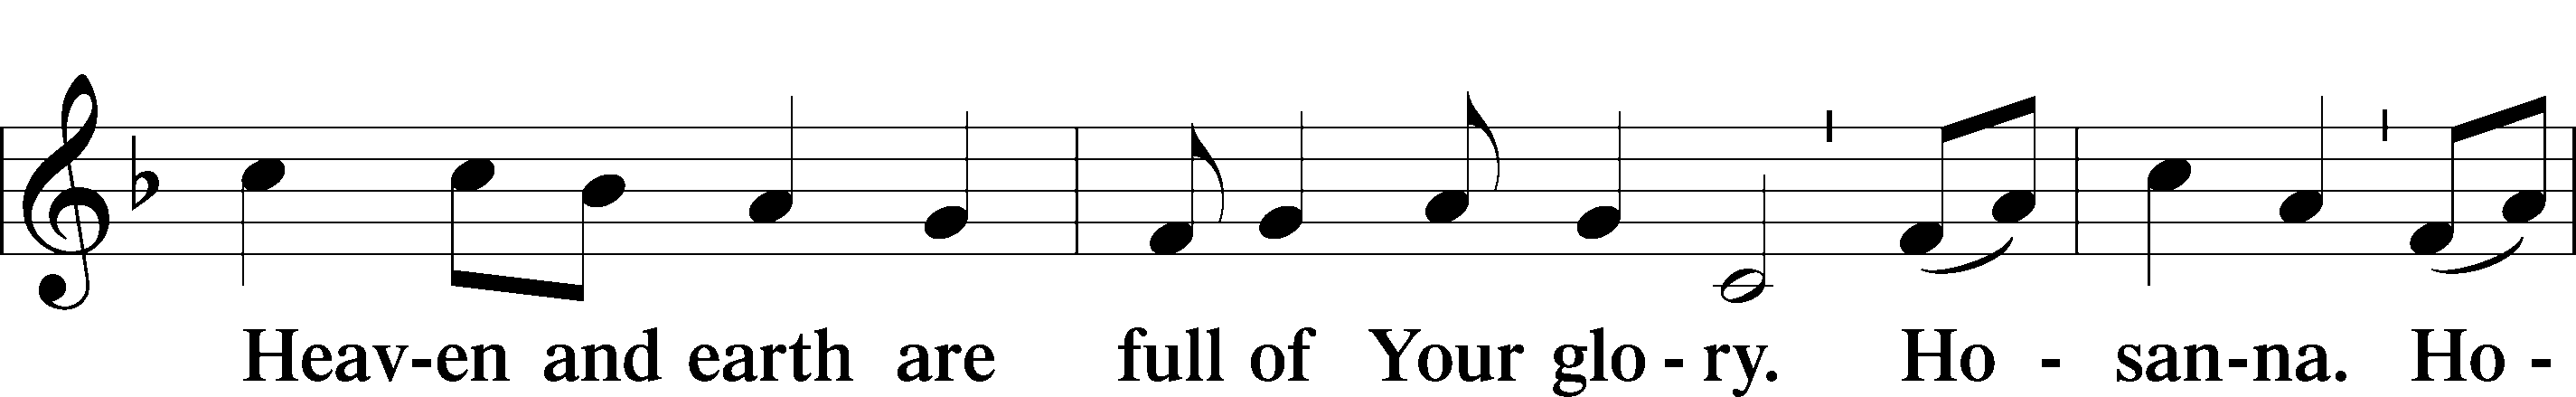 Heav-en and earth are full of Your glo - ry. Ho - san-na. Ho -